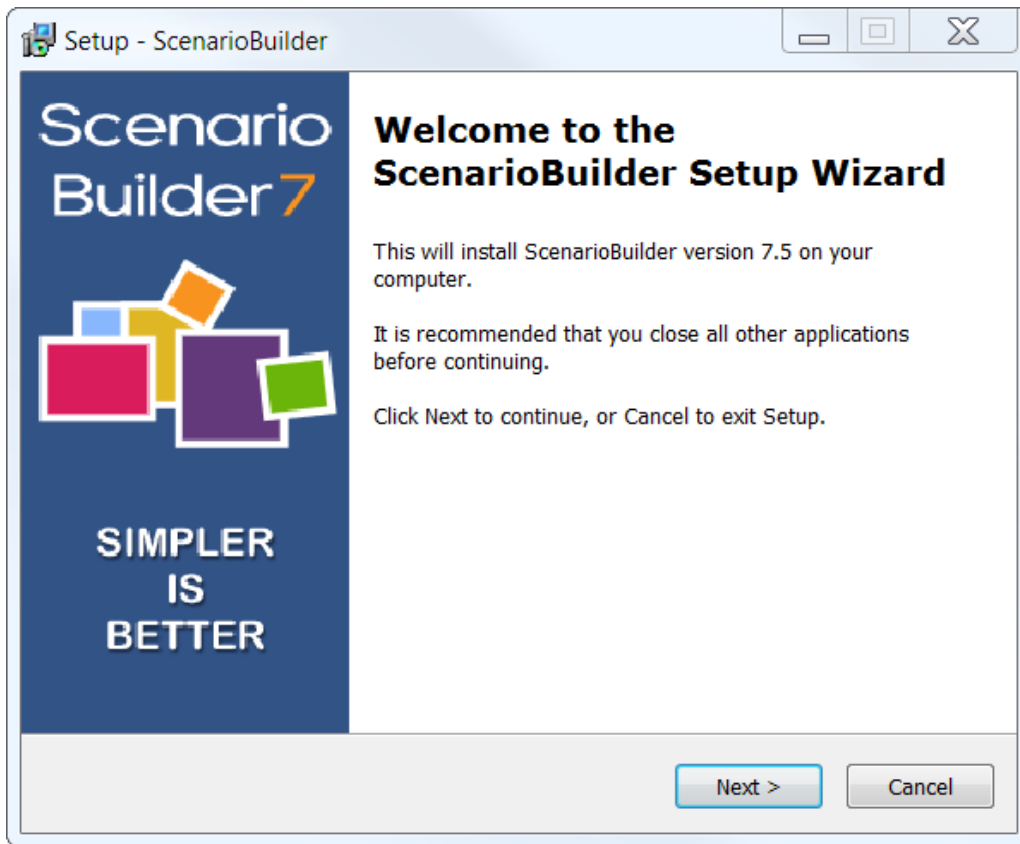 Setup - ScenarioBuilder
Scenario
Builder 7
SIMPLER
IS
BETTER
Welcome to the
ScenarioBuilder Setup Wizard
This will install ScenarioBuilder version 7.5 on your
computer.
It is recommended that you close all other applications
before continuing.
Click Next to continue, or Cancel to exit Setup.
Next >
Cancel